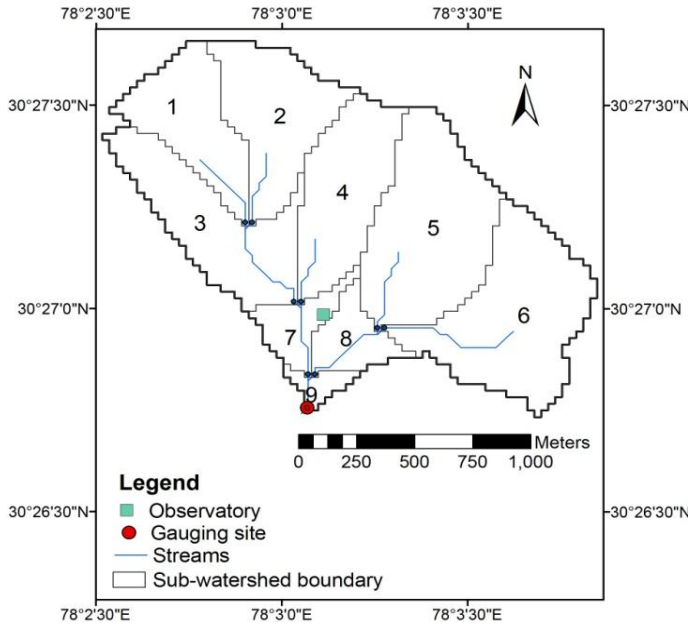 78°2'30"E 78°3'0"E 78°3'30"E
N
30°27'30"N 30°27'30"N
1 2
3 4 5
30°27'0"N 30°27'0"N
6
7 8
9
Meters
0 250 500 750 1,000
Legend
Observatory
Gauging site
Streams
Sub-watershed boundary
30°26'30"N 30°26'30"N
78°2'30"E 78°3'0"E 78°3'30"E